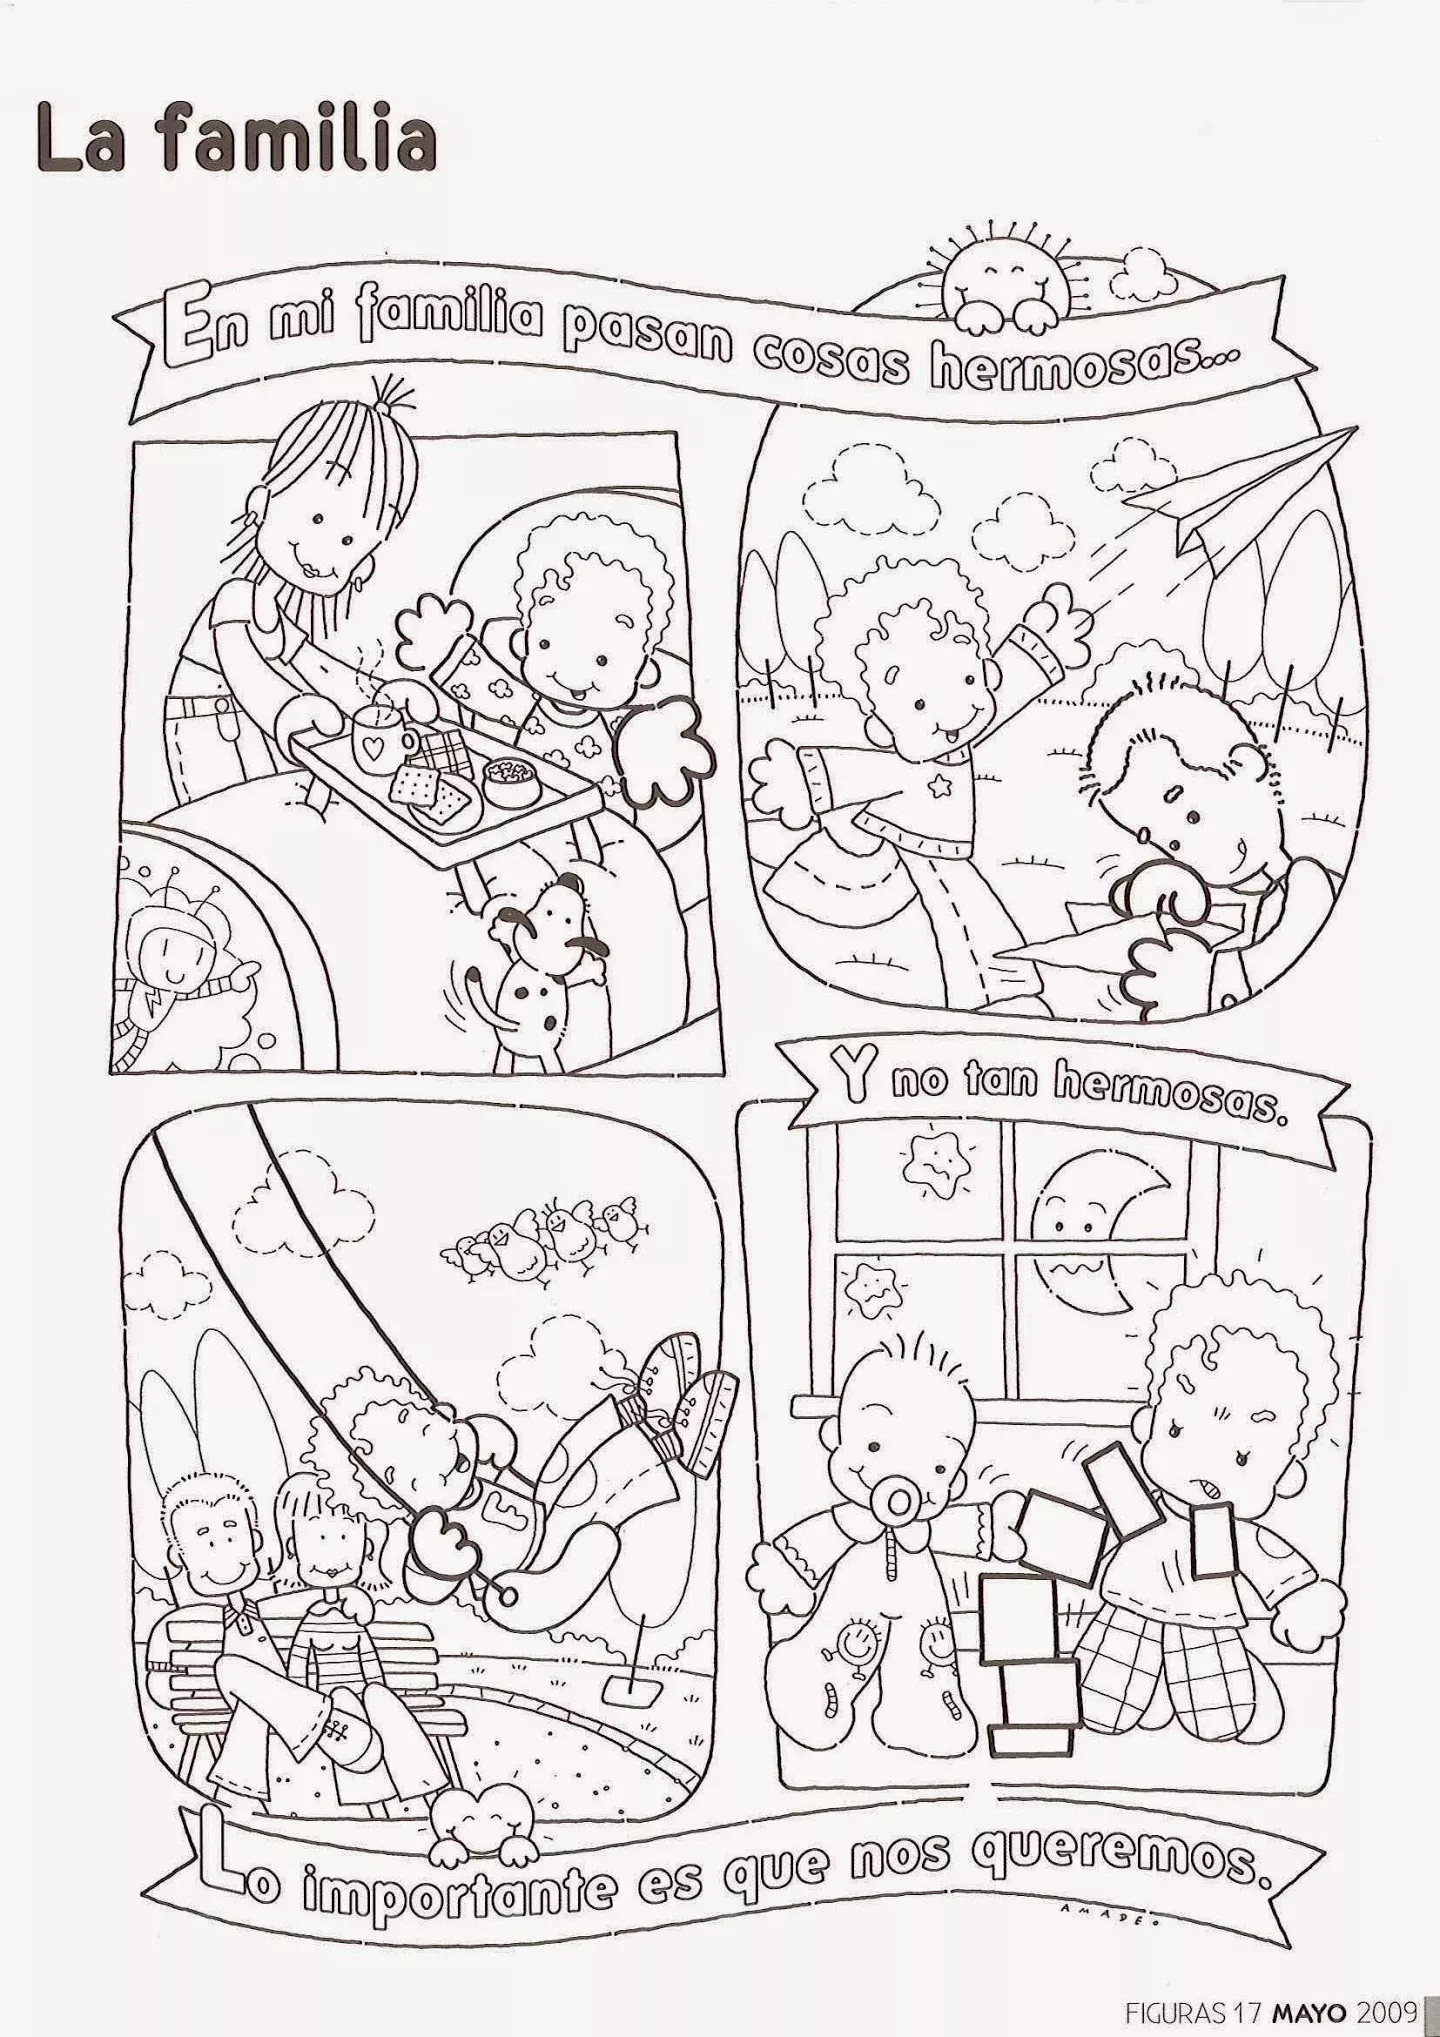 La familia
En mi familia pasan cosas hermosas...
Y no tan hermosas.
Lo importante es que nos queremos.
AMADEO
FIGURAS 17 MAYO 2009